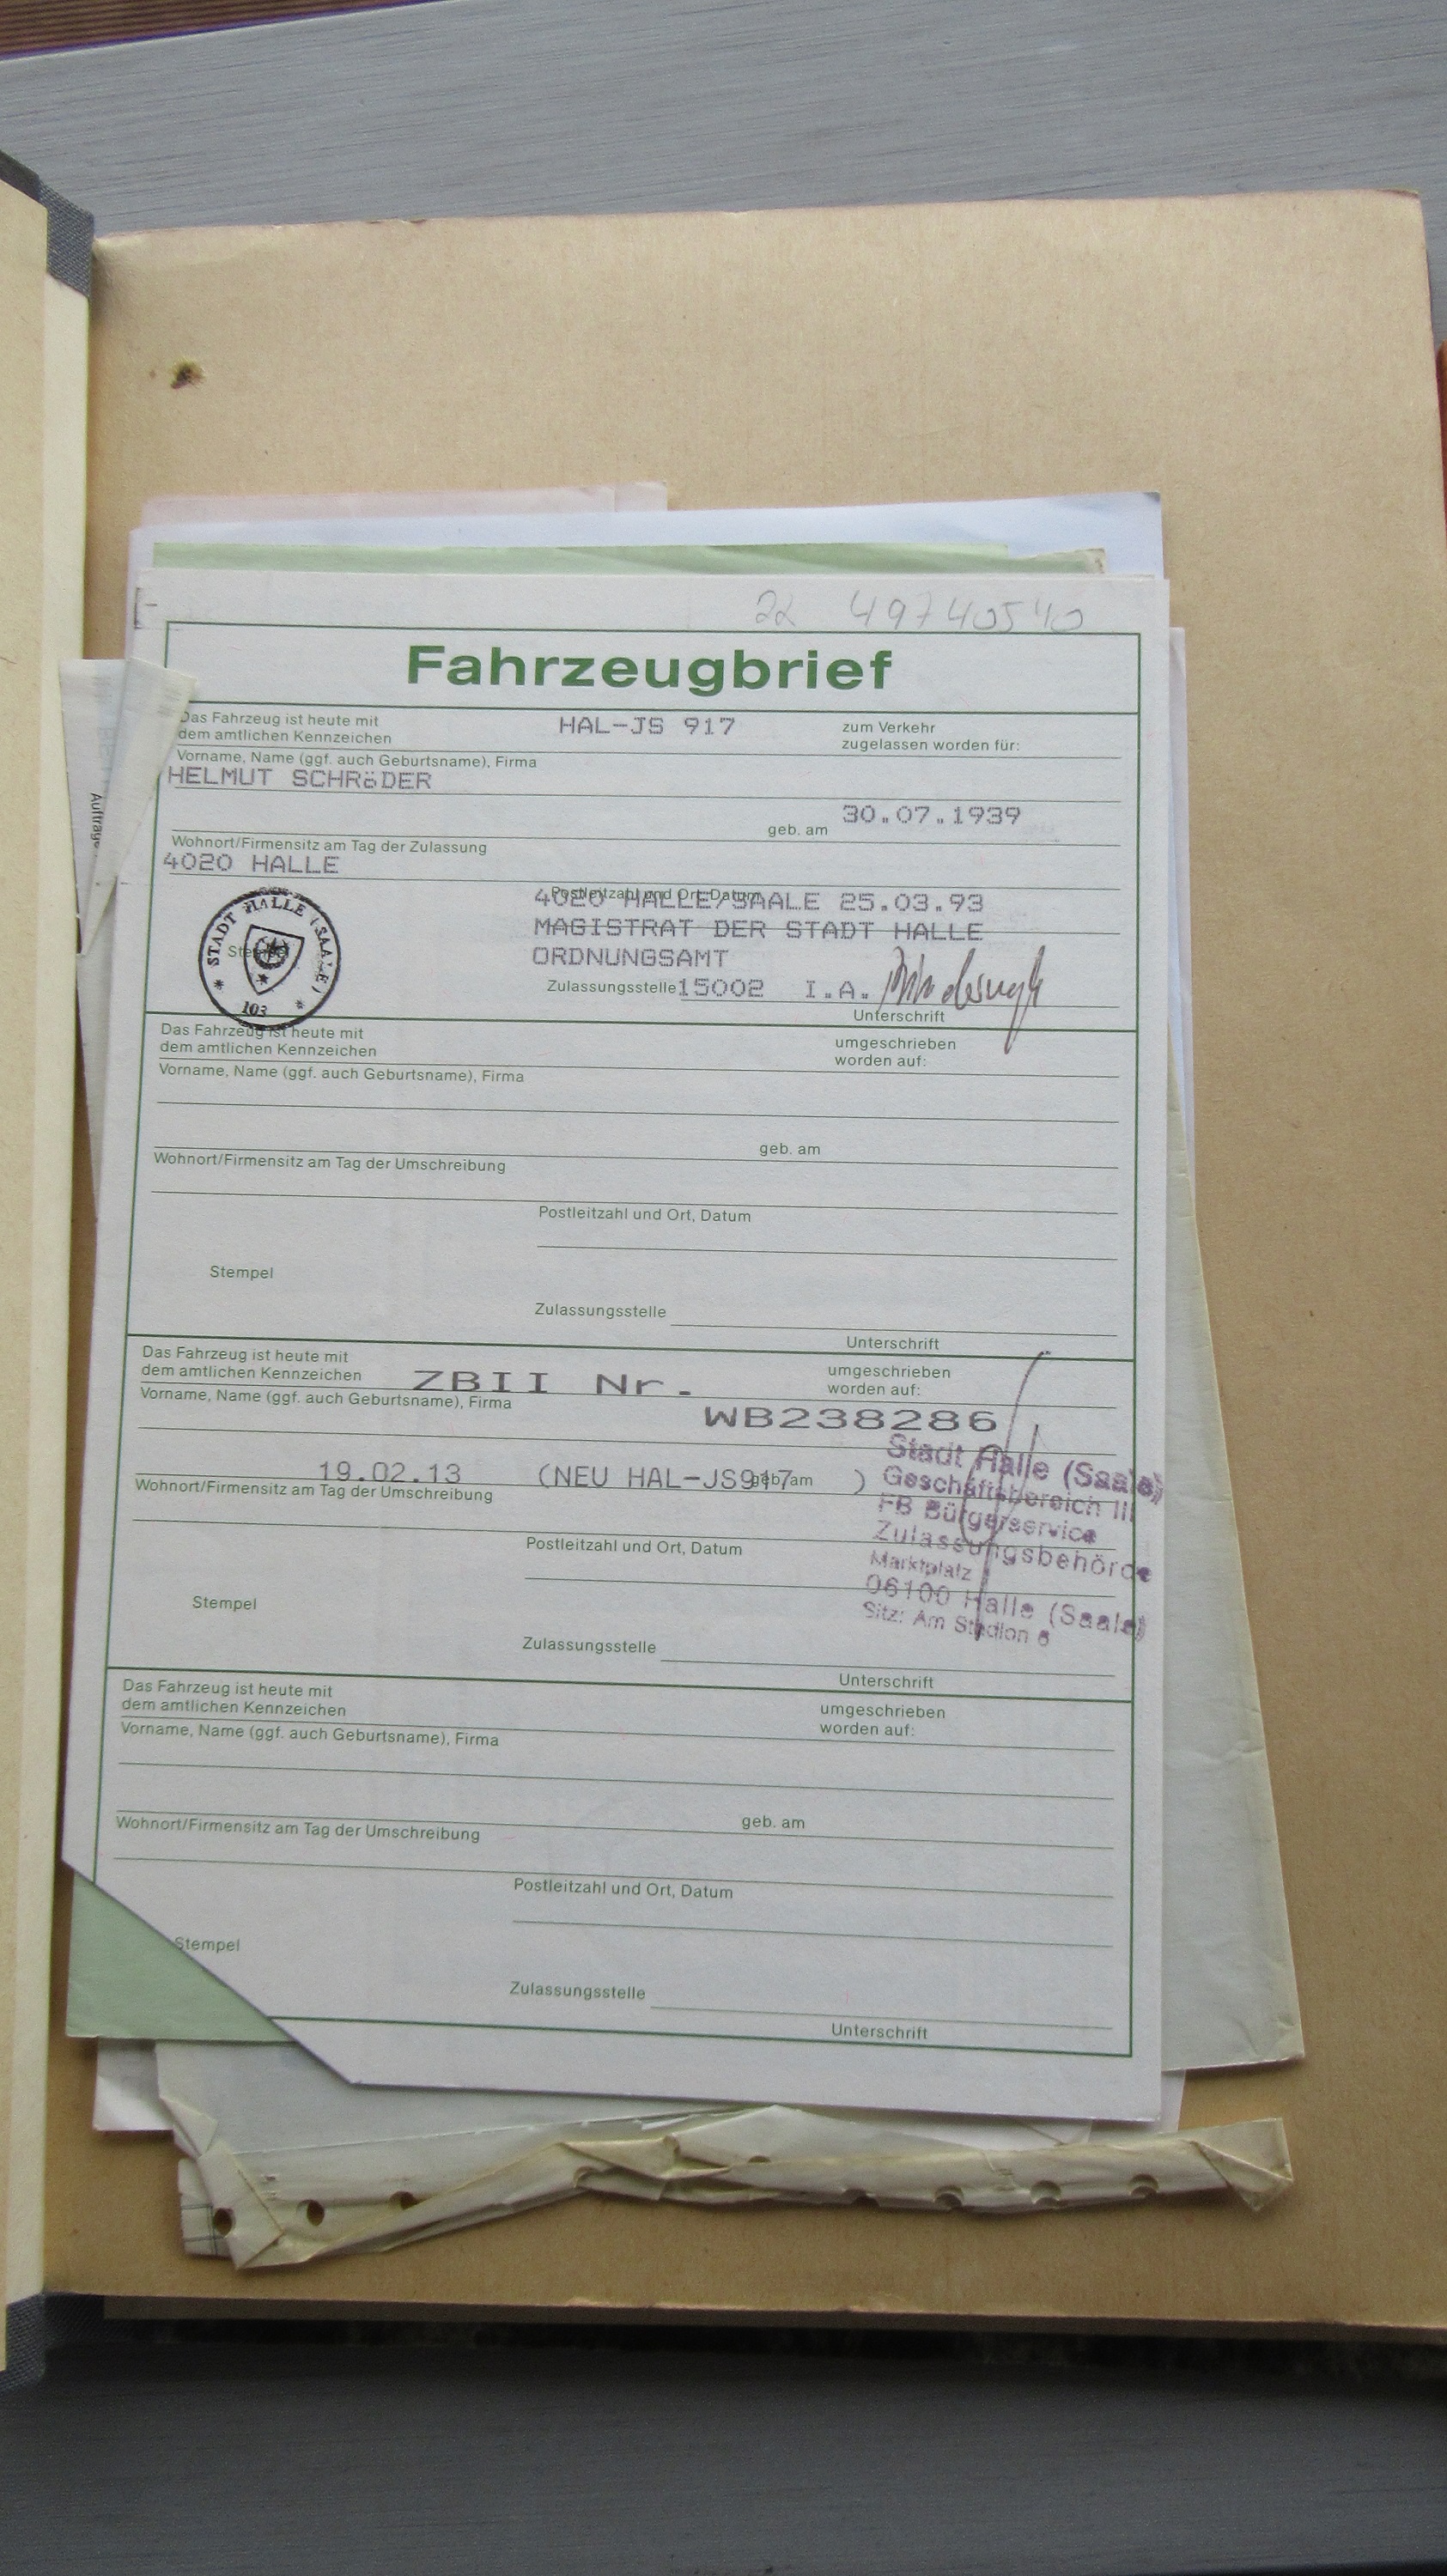 22 49740540
Fahrzeugbrief
Das Fahrzeug ist heute mit
dem amtlichen Kennzeichen
HAL-JS 917
zum Verkehr
zugelassen worden für:
Vorname, Name (ggf. auch Geburtsname), Firma
HELMUT SCHRöDER
geb. am
30.07.1939
Wohnort/Firmensitz am Tag der Zulassung
4020 HALLE
Postleitzahl und Ort, Datum
4020 HALLE/SAALE 25.03.93
MAGISTRAT DER STADT HALLE
ORDNUNGSAMT
STADT HALLE (SAALE)
103
Stempel
Zulassungsstelle 15002 I.A.
Unterschrift
Auftrags
Das Fahrzeug ist heute mit
dem amtlichen Kennzeichen
umgeschrieben
worden auf:
Vorname, Name (ggf. auch Geburtsname), Firma
geb. am
Wohnort/Firmensitz am Tag der Umschreibung
Postleitzahl und Ort, Datum
Stempel
Zulassungsstelle
Unterschrift
Das Fahrzeug ist heute mit
dem amtlichen Kennzeichen
ZBII Nr.
umgeschrieben
worden auf:
Vorname, Name (ggf. auch Geburtsname), Firma
WB238286
19.02.13 (NEU HAL-JS917 )
geb. am
Wohnort/Firmensitz am Tag der Umschreibung
Stadt Halle (Saale)
Geschäftsbereich III
FB Bürgerservice
Zulassungsbehörde
Marktplatz
06100 Halle (Saale)
Sitz: Am Stadion 6
Postleitzahl und Ort, Datum
Stempel
Zulassungsstelle
Unterschrift
Das Fahrzeug ist heute mit
dem amtlichen Kennzeichen
umgeschrieben
worden auf:
Vorname, Name (ggf. auch Geburtsname), Firma
geb. am
Wohnort/Firmensitz am Tag der Umschreibung
Postleitzahl und Ort, Datum
Stempel
Zulassungsstelle
Unterschrift